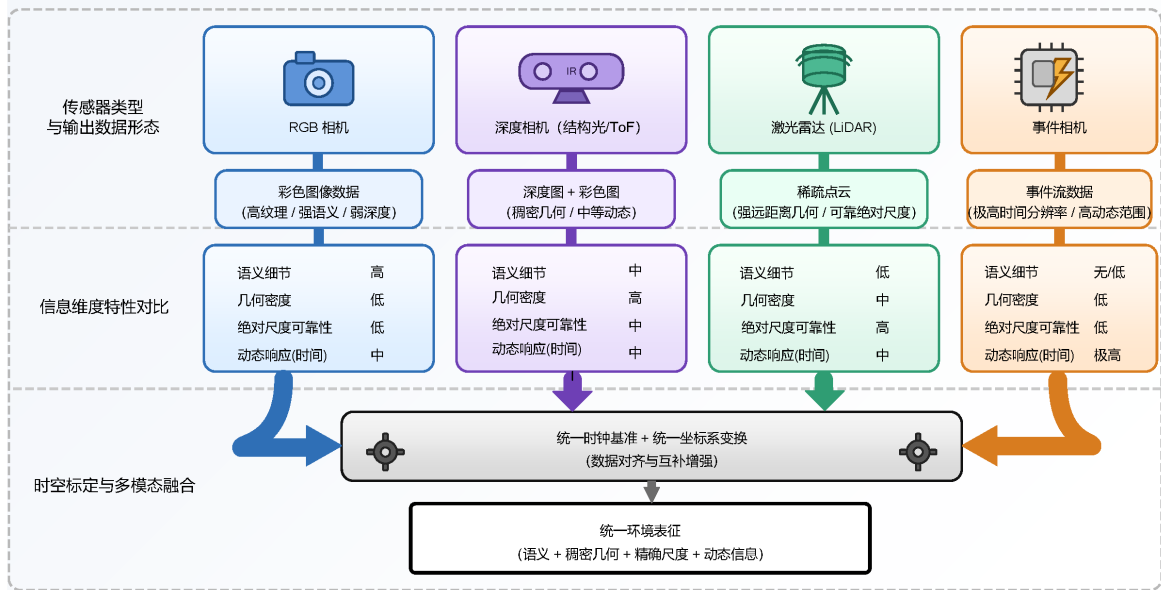 传感器类型
与输出数据形态
RGB 相机
IR
深度相机（结构光/ToF）
激光雷达 (LiDAR)
事件相机
彩色图像数据
(高纹理 / 强语义 / 弱深度)
深度图 + 彩色图
(稠密几何 / 中等动态)
稀疏点云
(强远距离几何 / 可靠绝对尺度)
事件流数据
(极高时间分辨率 / 高动态范围)
信息维度特性对比
语义细节 高
几何密度 低
绝对尺度可靠性 低
动态响应(时间) 中
语义细节 中
几何密度 高
绝对尺度可靠性 中
动态响应(时间) 中
语义细节 低
几何密度 中
绝对尺度可靠性 高
动态响应(时间) 中
语义细节 无/低
几何密度 低
绝对尺度可靠性 低
动态响应(时间) 极高
时空标定与多模态融合
统一时钟基准 + 统一坐标系变换
(数据对齐与互补增强)
统一环境表征
(语义 + 稠密几何 + 精确尺度 + 动态信息)